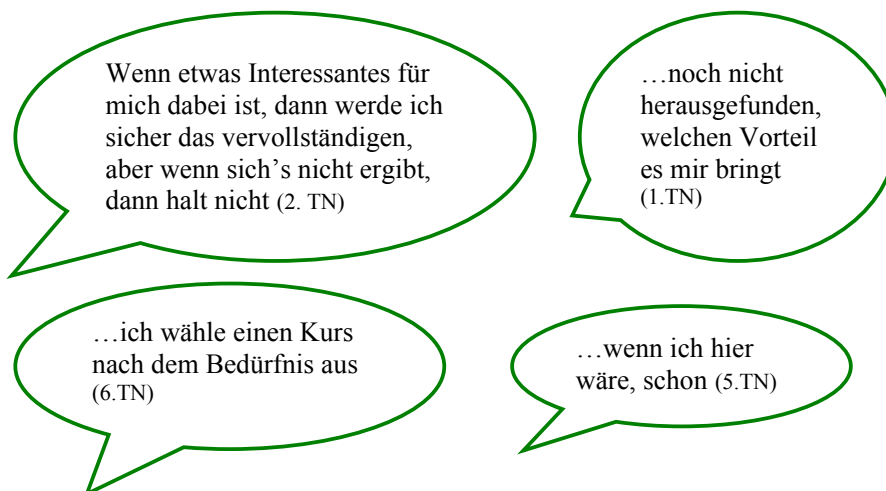 Wenn etwas Interessantes für
mich dabei ist, dann werde ich
sicher das vervollständigen,
aber wenn sich’s nicht ergibt,
dann halt nicht (2. TN)
…noch nicht
herausgefunden,
welchen Vorteil
es mir bringt
(1.TN)
…ich wähle einen Kurs
nach dem Bedürfnis aus
(6.TN)
…wenn ich hier
wäre, schon (5.TN)